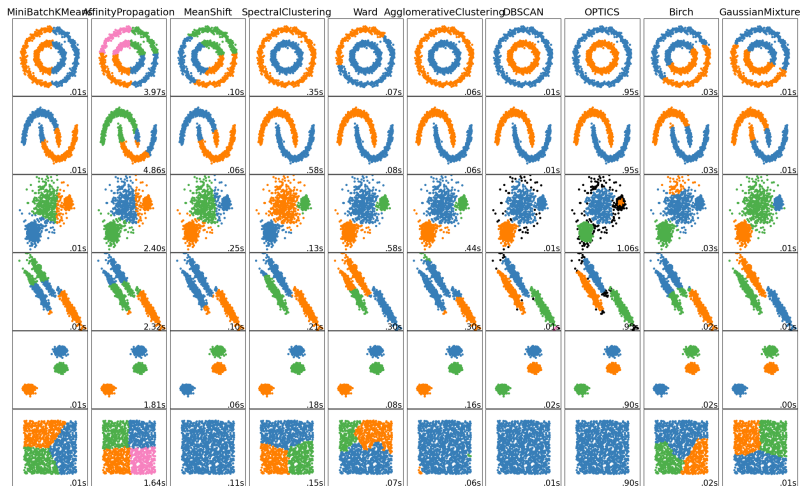 MiniBatchKMeans AffinityPropagation MeanShift SpectralClustering Ward AgglomerativeClustering DBSCAN OPTICS Birch GaussianMixture
.01s 3.97s .10s .35s .07s .06s .01s .95s .03s .01s
.01s 4.86s .06s .58s .08s .06s .01s .95s .03s .01s
.01s 2.40s .25s .13s .58s .44s .01s 1.06s .03s .01s
.01s 2.32s .10s .21s .30s .30s .01s .02s .01s
.01s 1.81s .06s .18s .08s .16s .02s .90s .02s .00s
.01s 1.64s .11s .15s .07s .06s .01s .90s .02s .01s